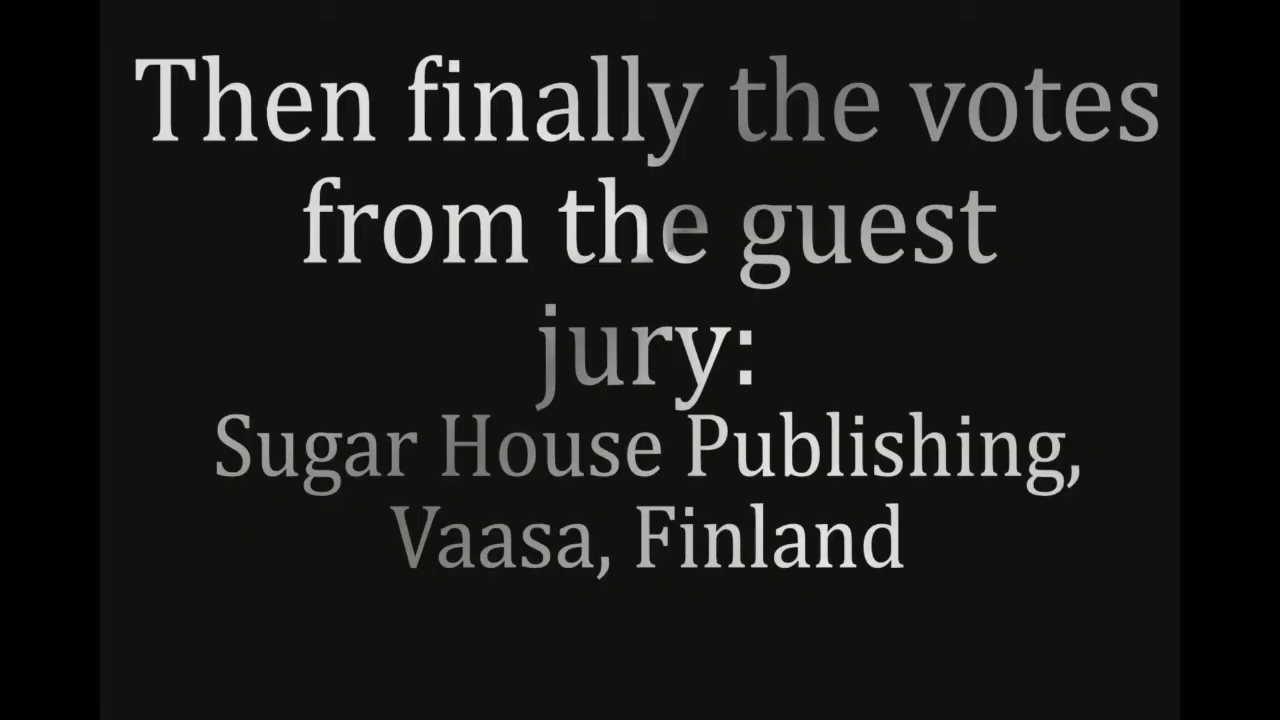 Then finally the votes
from the guest
jury:
Sugar House Publishing,
Vaasa, Finland